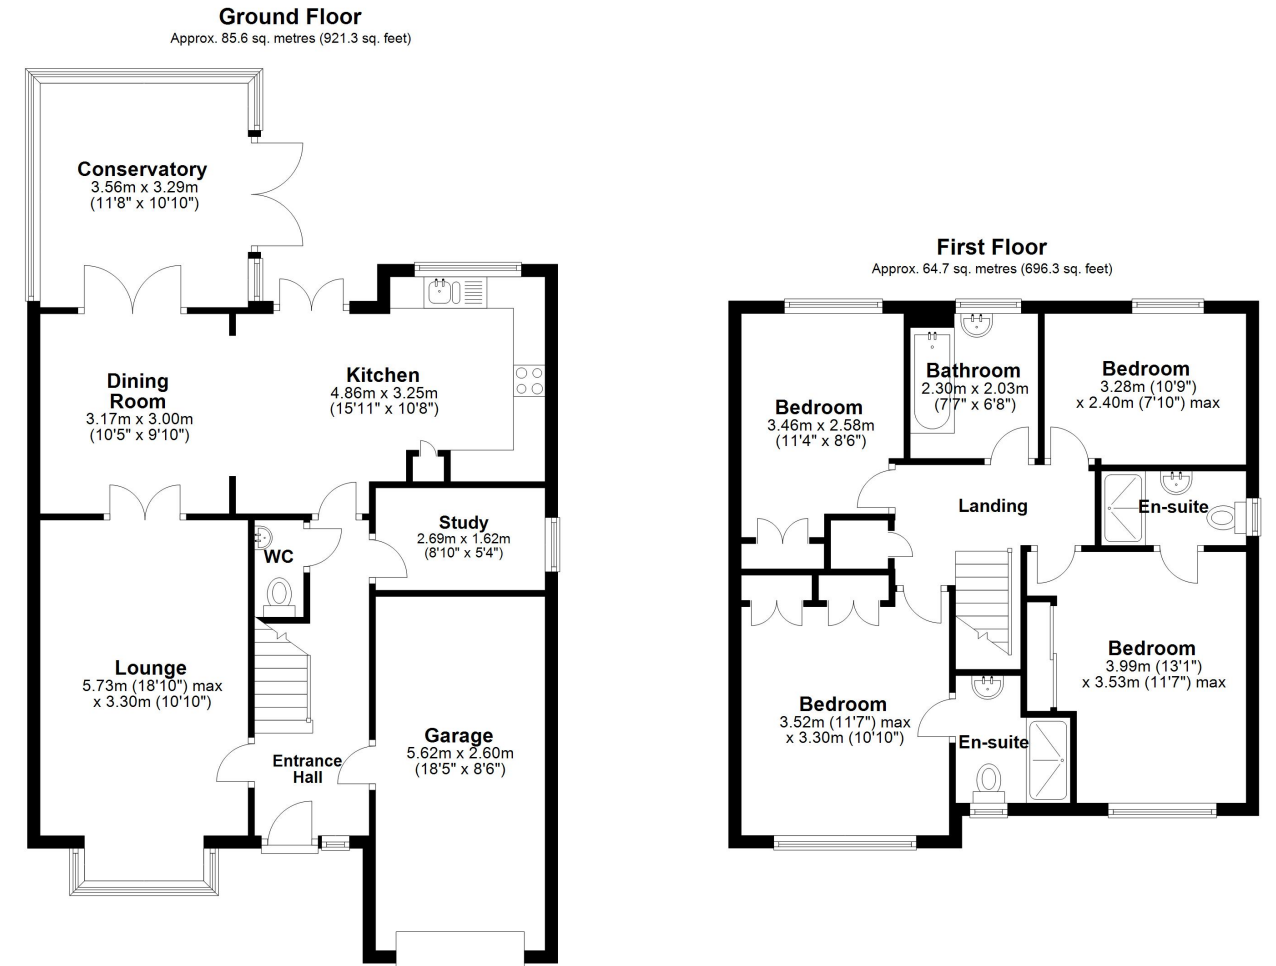 Ground Floor
Approx. 85.6 sq. metres (921.3 sq. feet)
Conservatory
3.56m x 3.29m
(11'8" x 10'10")
Dining
Room
3.17m x 3.00m
(10'5" x 9'10")
Kitchen
4.86m x 3.25m
(15'11" x 10'8")
Study
2.69m x 1.62m
(8'10" x 5'4")
WC
Lounge
5.73m (18'10") max
x 3.30m (10'10")
Entrance
Hall
Garage
5.62m x 2.60m
(18'5" x 8'6")
First Floor
Approx. 64.7 sq. metres (696.3 sq. feet)
Bedroom
3.46m x 2.58m
(11'4" x 8'6")
Bathroom
2.30m x 2.03m
(7'7" x 6'8")
Bedroom
3.28m (10'9")
x 2.40m (7'10") max
Landing
En-suite
Bedroom
3.52m (11'7") max
x 3.30m (10'10")
En-suite
Bedroom
3.99m (13'1")
x 3.53m (11'7") max